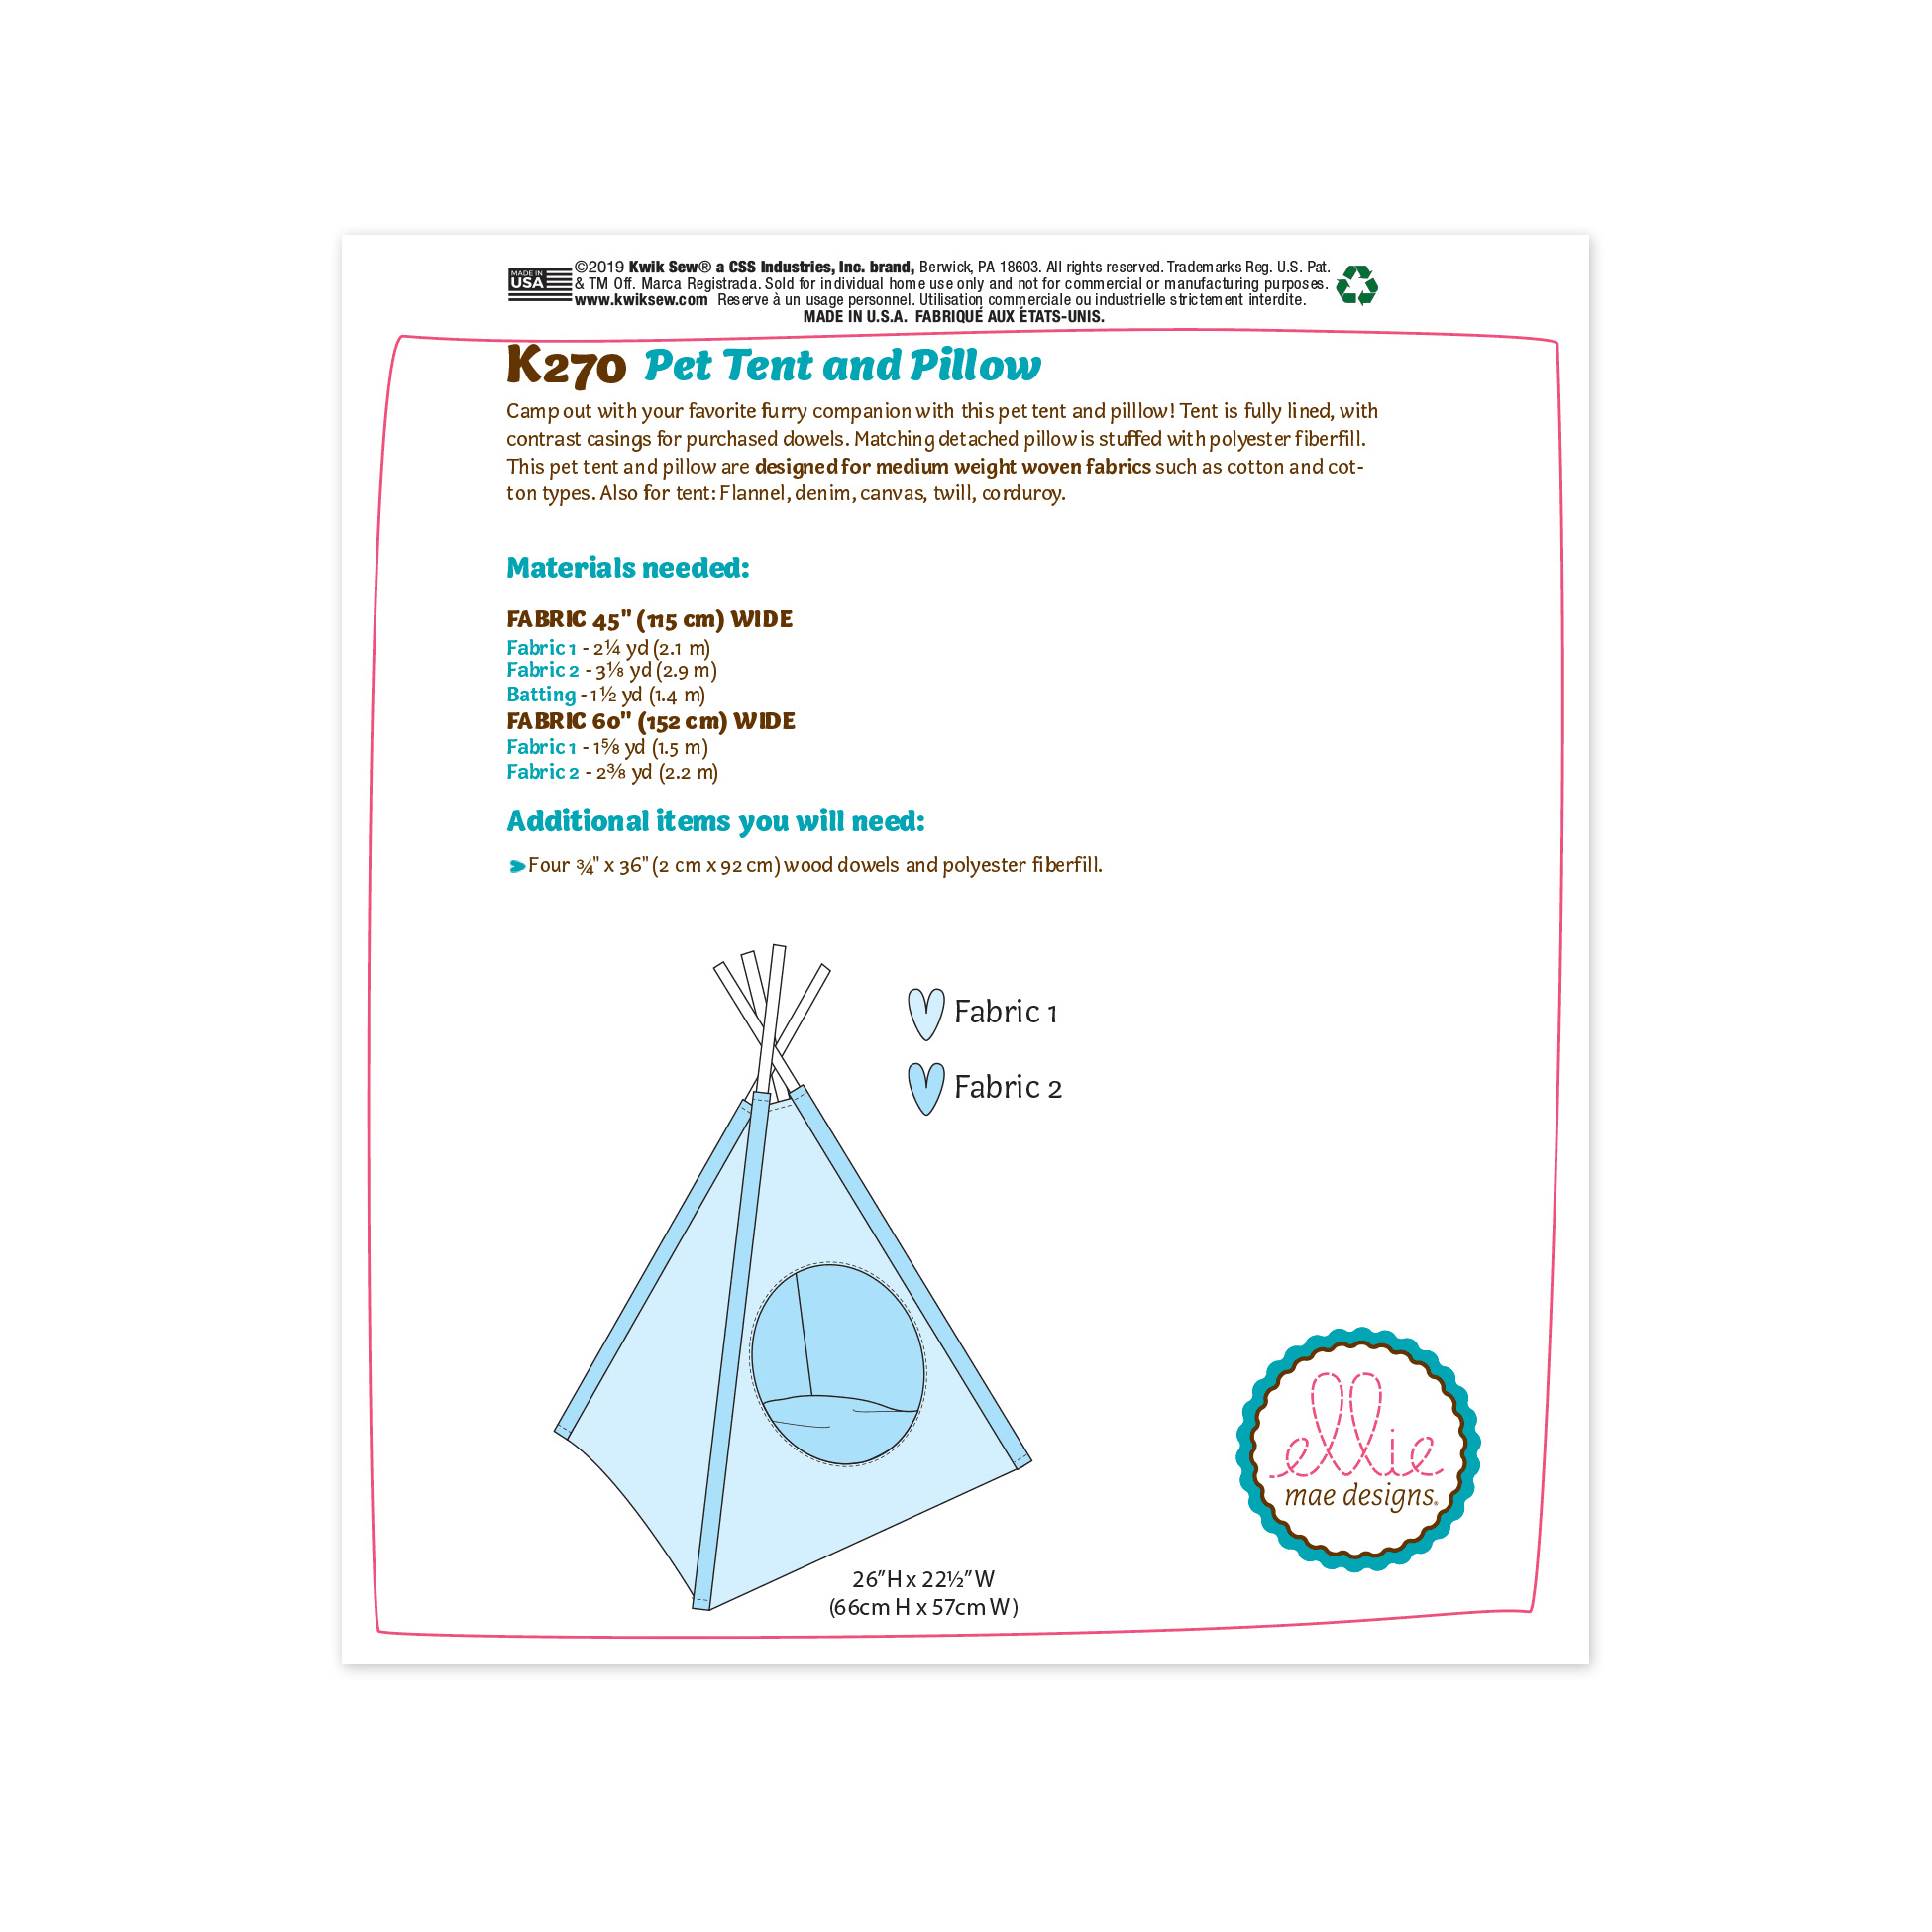 MADE IN
USA
©2019 Kwik Sew® a CSS Industries, Inc. brand, Berwick, PA 18603. All rights reserved. Trademarks Reg. U.S. Pat.
& TM Off. Marca Registrada. Sold for individual home use only and not for commercial or manufacturing purposes.
www.kwiksew.com Reserve à un usage personnel. Utilisation commerciale ou industrielle strictement interdite.
MADE IN U.S.A. FABRIQUÉ AUX ÉTATS-UNIS.
K270 Pet Tent and Pillow
Camp out with your favorite furry companion with this pet tent and pilllow! Tent is fully lined, with
contrast casings for purchased dowels. Matching detached pillow is stuffed with polyester fiberfill.
This pet tent and pillow are designed for medium weight woven fabrics such as cotton and cot-
ton types. Also for tent: Flannel, denim, canvas, twill, corduroy.
Materials needed:
FABRIC 45" (115 cm) WIDE
Fabric 1 - 2¼ yd (2.1 m)
Fabric 2 - 3⅛ yd (2.9 m)
Batting - 1½ yd (1.4 m)
FABRIC 60" (152 cm) WIDE
Fabric 1 - 1⅝ yd (1.5 m)
Fabric 2 - 2⅜ yd (2.2 m)
Additional items you will need:
Four ¾" x 36" (2 cm x 92 cm) wood dowels and polyester fiberfill.
Fabric 1
Fabric 2
26"H x 22½"W
(66cm H x 57cm W)
ellie
mae designs®